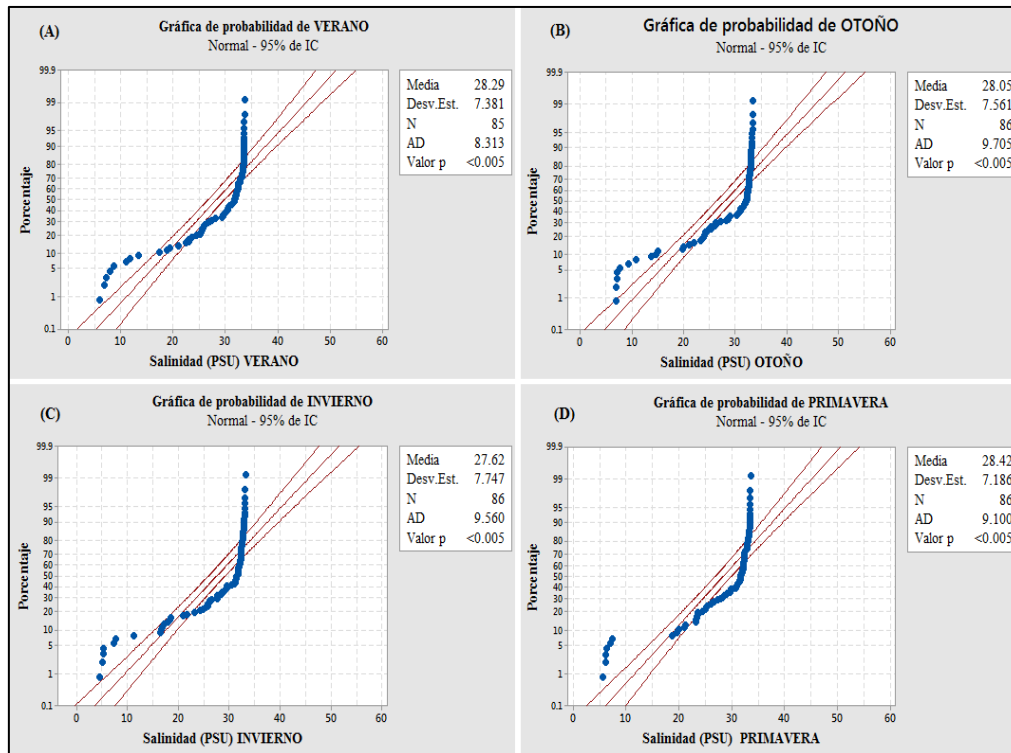 (A)
Gráfica de probabilidad de VERANO
Normal - 95% de IC
99.9
99
95
90
80
70
60
50
40
30
20
10
5
1
0.1
Porcentaje
0 10 20 30 40 50 60
Salinidad (PSU) VERANO
Media 28.29
Desv.Est. 7.381
N 85
AD 8.313
Valor p <0.005
(B)
Gráfica de probabilidad de OTOÑO
Normal - 95% de IC
99.9
99
95
90
80
70
60
50
40
30
20
10
5
1
0.1
Porcentaje
0 10 20 30 40 50 60
Salinidad (PSU) OTOÑO
Media 28.05
Desv.Est. 7.561
N 86
AD 9.705
Valor p <0.005
(C)
Gráfica de probabilidad de INVIERNO
Normal - 95% de IC
99.9
99
95
90
80
70
60
50
40
30
20
10
5
1
0.1
Porcentaje
0 10 20 30 40 50 60
Salinidad (PSU) INVIERNO
Media 27.62
Desv.Est. 7.747
N 86
AD 9.560
Valor p <0.005
(D)
Gráfica de probabilidad de PRIMAVERA
Normal - 95% de IC
99.9
99
95
90
80
70
60
50
40
30
20
10
5
1
0.1
Porcentaje
0 10 20 30 40 50 60
Salinidad (PSU) PRIMAVERA
Media 28.42
Desv.Est. 7.186
N 86
AD 9.100
Valor p <0.005